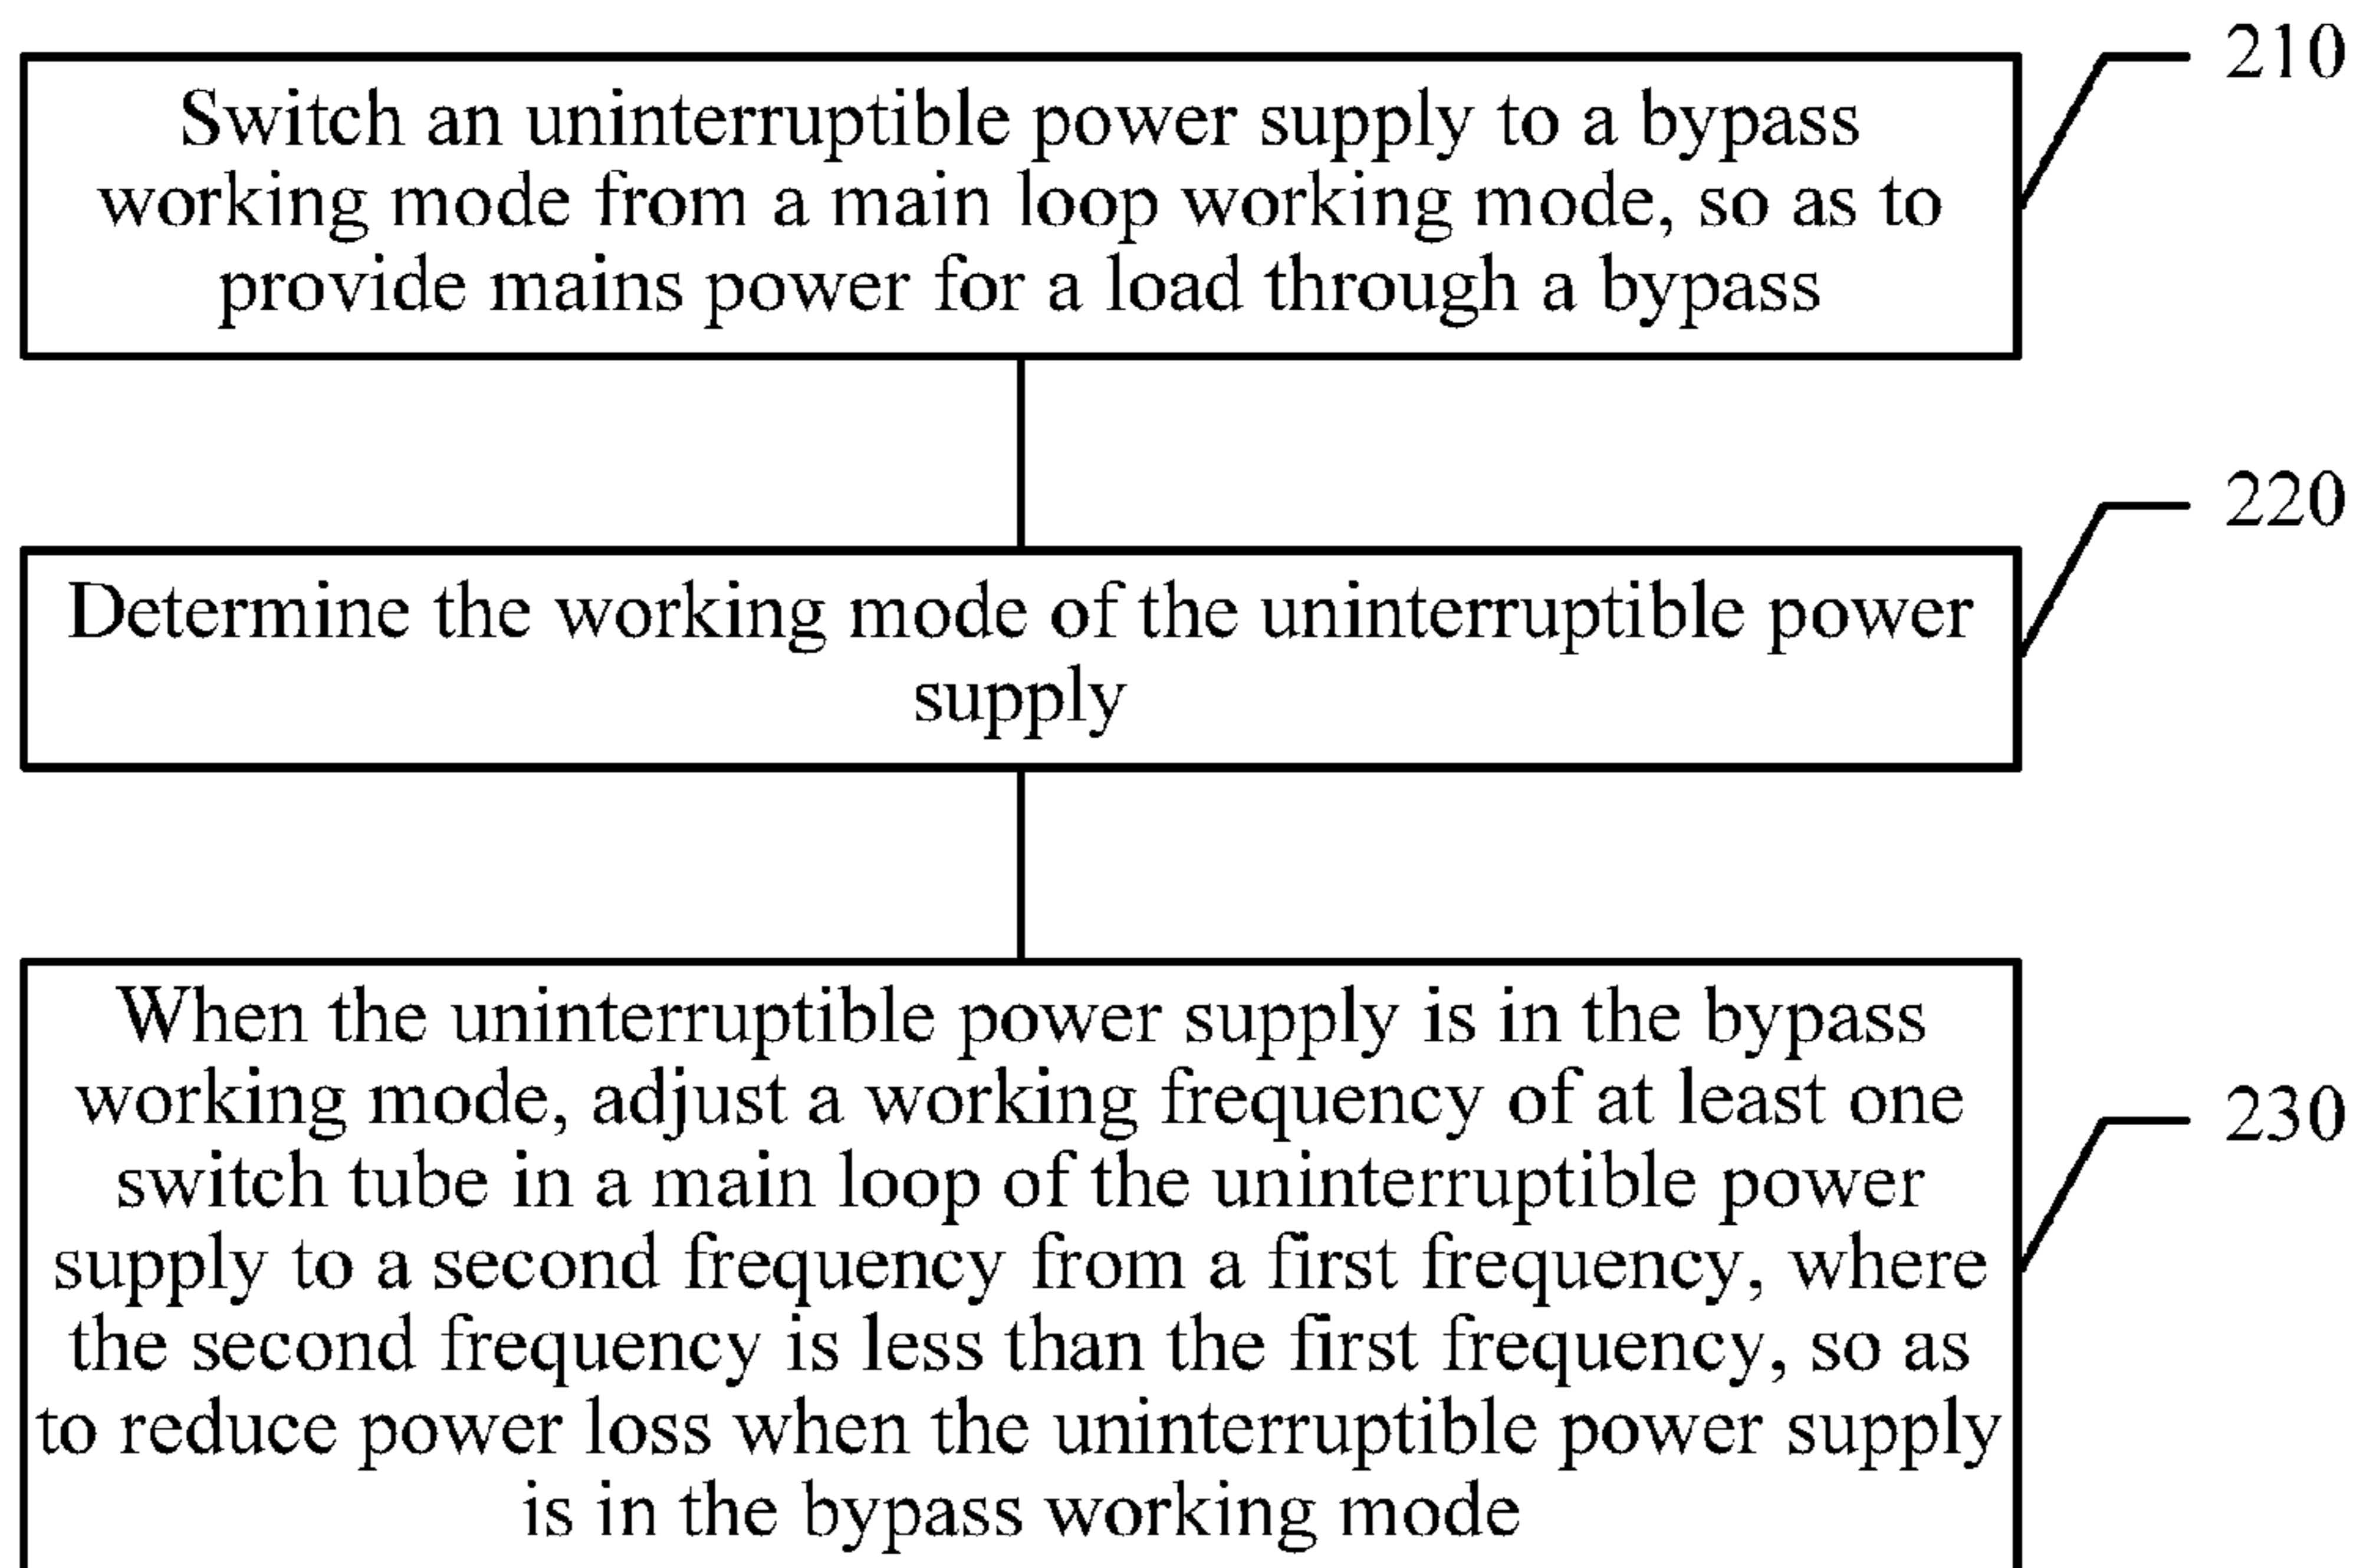 210
Switch an uninterruptible power supply to a bypass
working mode from a main loop working mode, so as to
provide mains power for a load through a bypass
220
Determine the working mode of the uninterruptible power
supply
When the uninterruptible power supply is in the bypass
working mode, adjust a working frequency of at least one
230
switch tube in a main loop of the uninterruptible power
supply to a second frequency from a first frequency, where
the second frequency is less than the first frequency, so as
to reduce power loss when the uninterruptible power supply
is in the bypass working mode